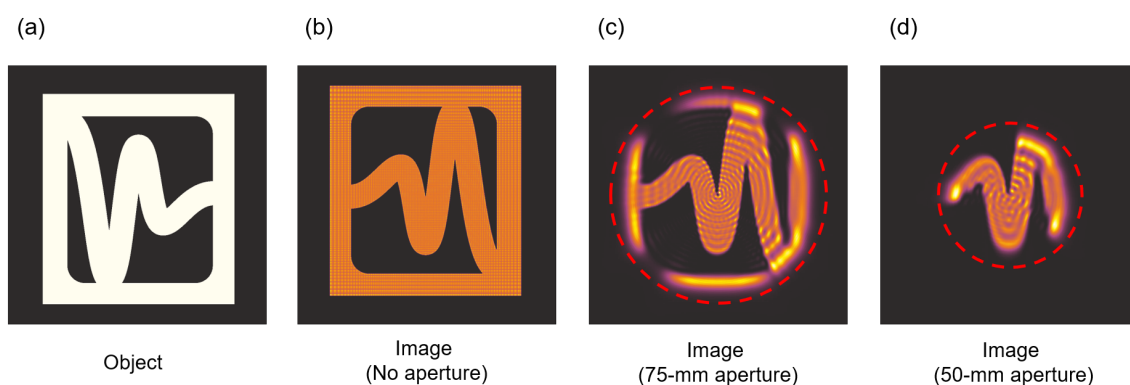 (a)
(b)
(c)
(d)
Object
Image
(No aperture)
Image
(75-mm aperture)
Image
(50-mm aperture)